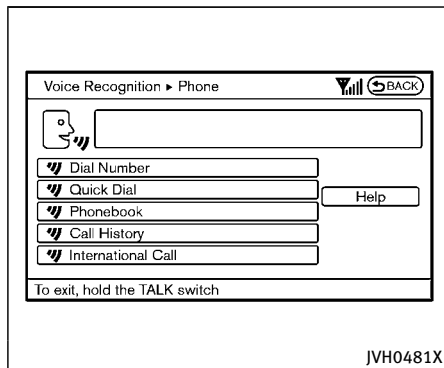 Voice Recognition ▸ Phone BACK
Dial Number
Quick Dial
Help
Phonebook
Call History
International Call
To exit, hold the TALK switch
JVH0481X